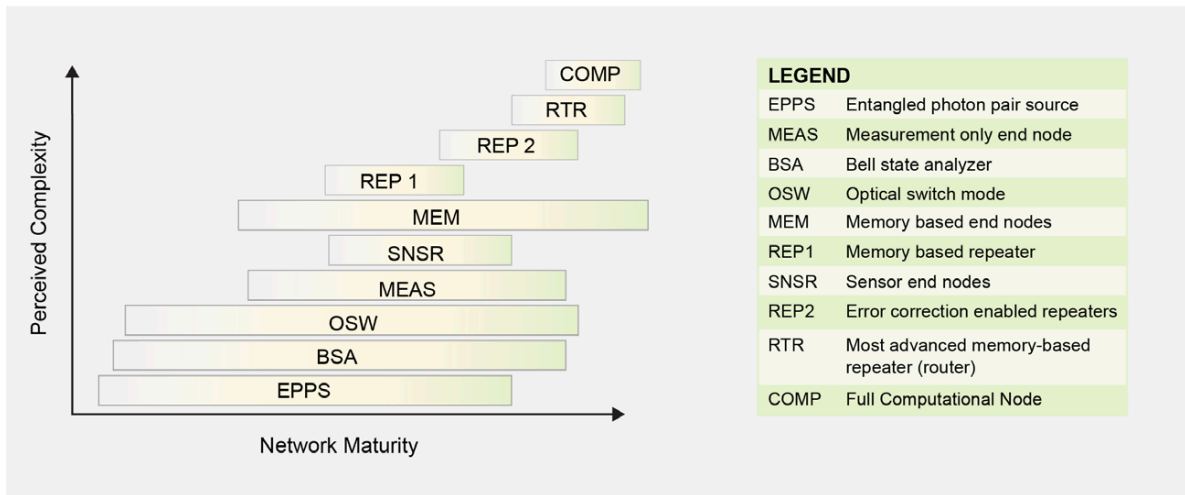 Perceived Complexity
COMP
RTR
REP 2
REP 1
MEM
SNSR
MEAS
OSW
BSA
EPPS
Network Maturity
LEGEND
EPPS Entangled photon pair source
MEAS Measurement only end node
BSA Bell state analyzer
OSW Optical switch mode
MEM Memory based end nodes
REP1 Memory based repeater
SNSR Sensor end nodes
REP2 Error correction enabled repeaters
RTR Most advanced memory-based
repeater (router)
COMP Full Computational Node